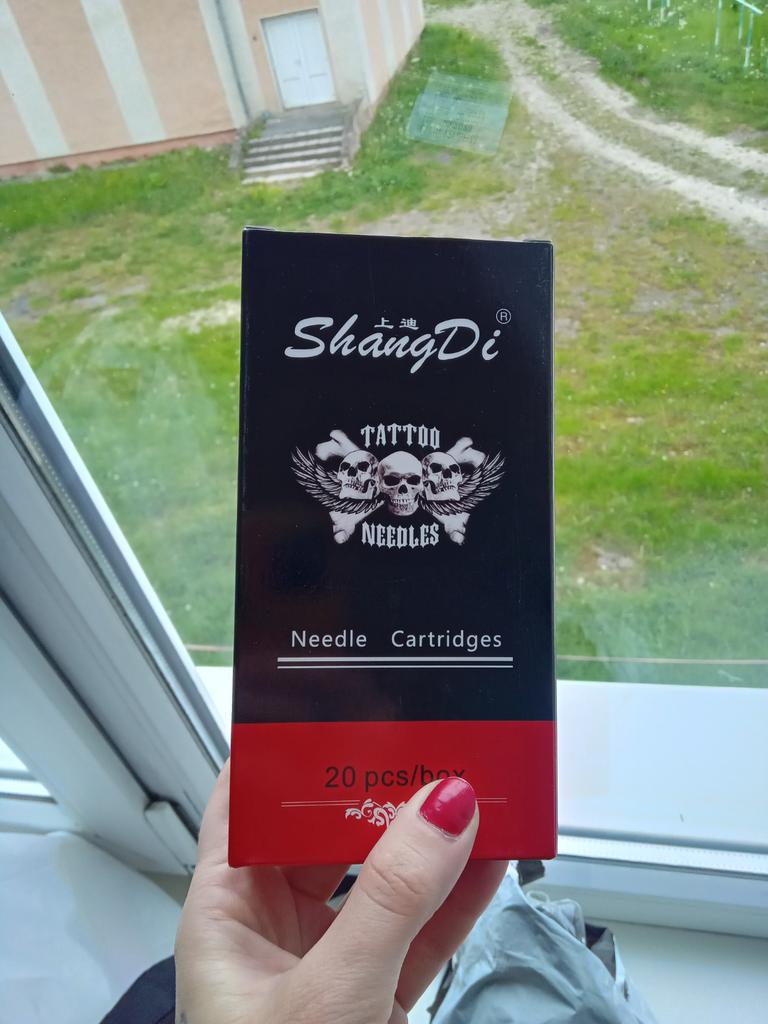 上迪
ShangDi®
TATTOO
NEEDLES
Needle Cartridges
20 pcs/box